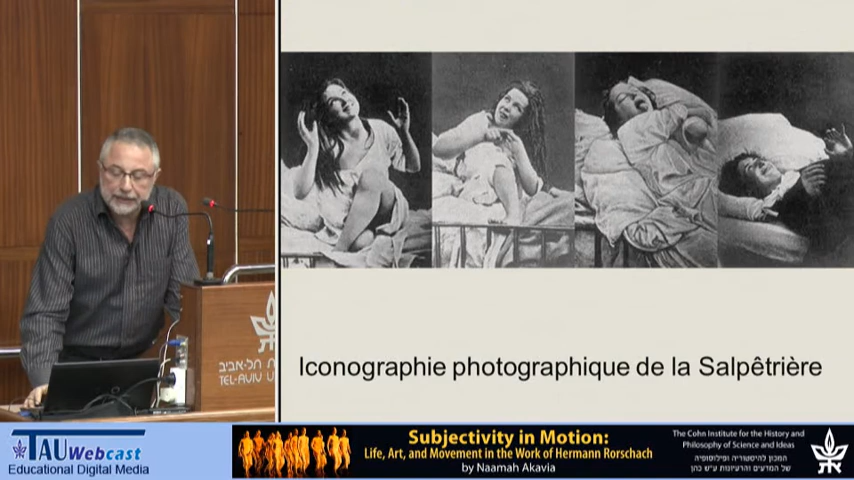 Iconographie photographique de la Salpêtrière
תל-אביב
TEL-AVIV U
TAU Webcast
Educational Digital Media
Subjectivity in Motion:
Life, Art, and Movement in the Work of Hermann Rorschach
by Naamah Akavia
The Cohn Institute for the History and
Philosophy of Science and Ideas
המכון להיסטוריה ופילוסופיה
של המדעים והרעיונות ע"ש כהן